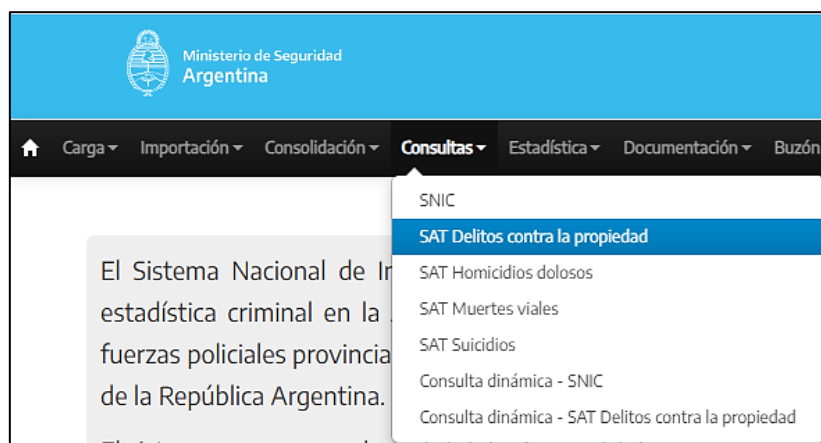 Ministerio de Seguridad
Argentina
Carga Importación Consolidación Consultas Estadística Documentación Buzón
SNIC
SAT Delitos contra la propiedad
SAT Homicidios dolosos
SAT Muertes viales
SAT Suicidios
Consulta dinámica - SNIC
Consulta dinámica - SAT Delitos contra la propiedad
El Sistema Nacional de
estadística criminal en la
fuerzas policiales
de la República Argentina.